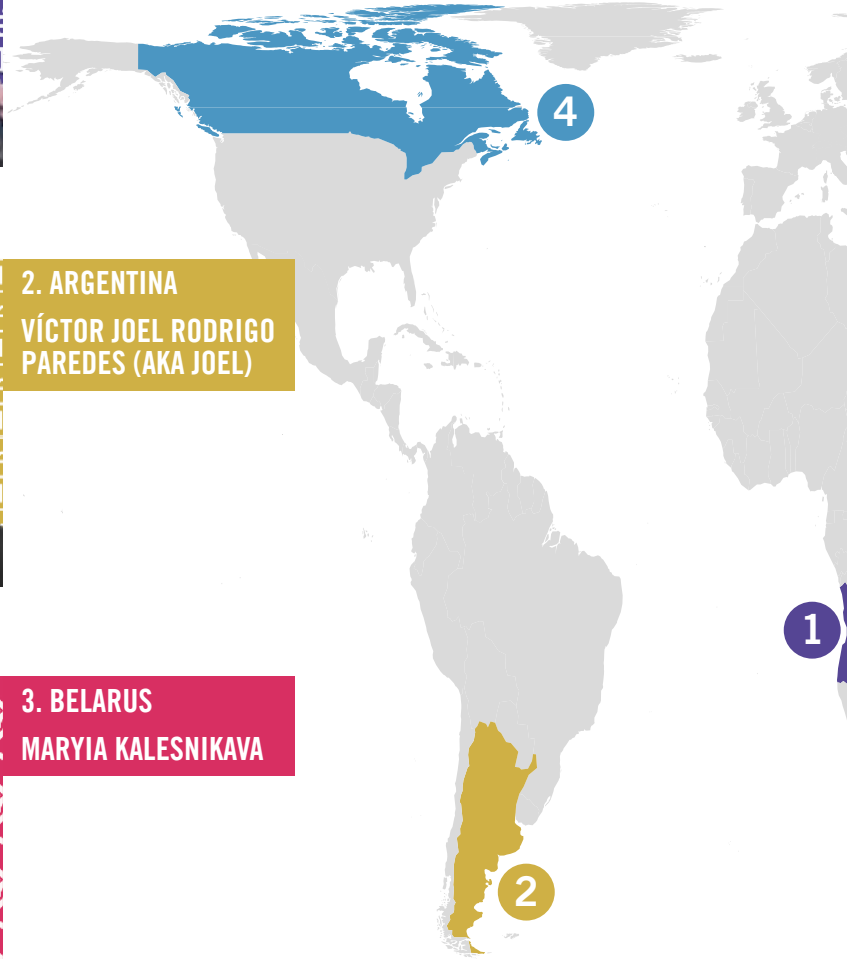 4
2. ARGENTINA
VÍCTOR JOEL RODRIGO
PAREDES (AKA JOEL)
1
3. BELARUS
MARYIA KALESNIKAVA
2